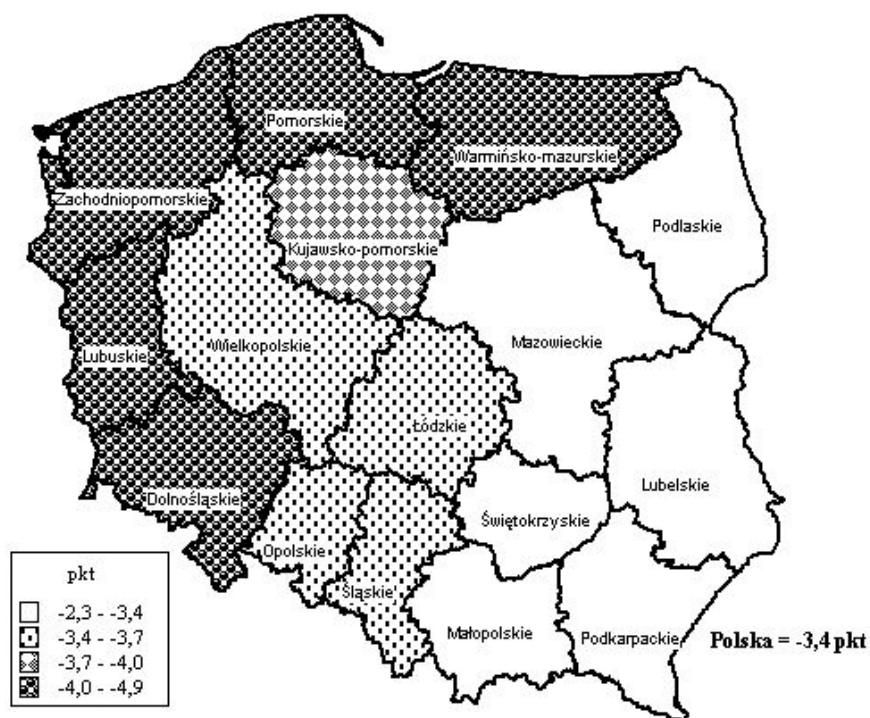 Pomorskie
Warmińsko-mazurskie
Zachodniopomorskie
Podlaskie
Kujawsko-pomorskie
Mazowieckie
Wielkopolskie
Lubuskie
Łódzkie
Lubelskie
Dolnośląskie
Świętokrzyskie
Opolskie
Śląskie
Małopolskie
Podkarpackie
Polska = -3,4 pkt
pkt
-2,3 - -3,4
-3,4 - -3,7
-3,7 - -4,0
-4,0 - -4,9